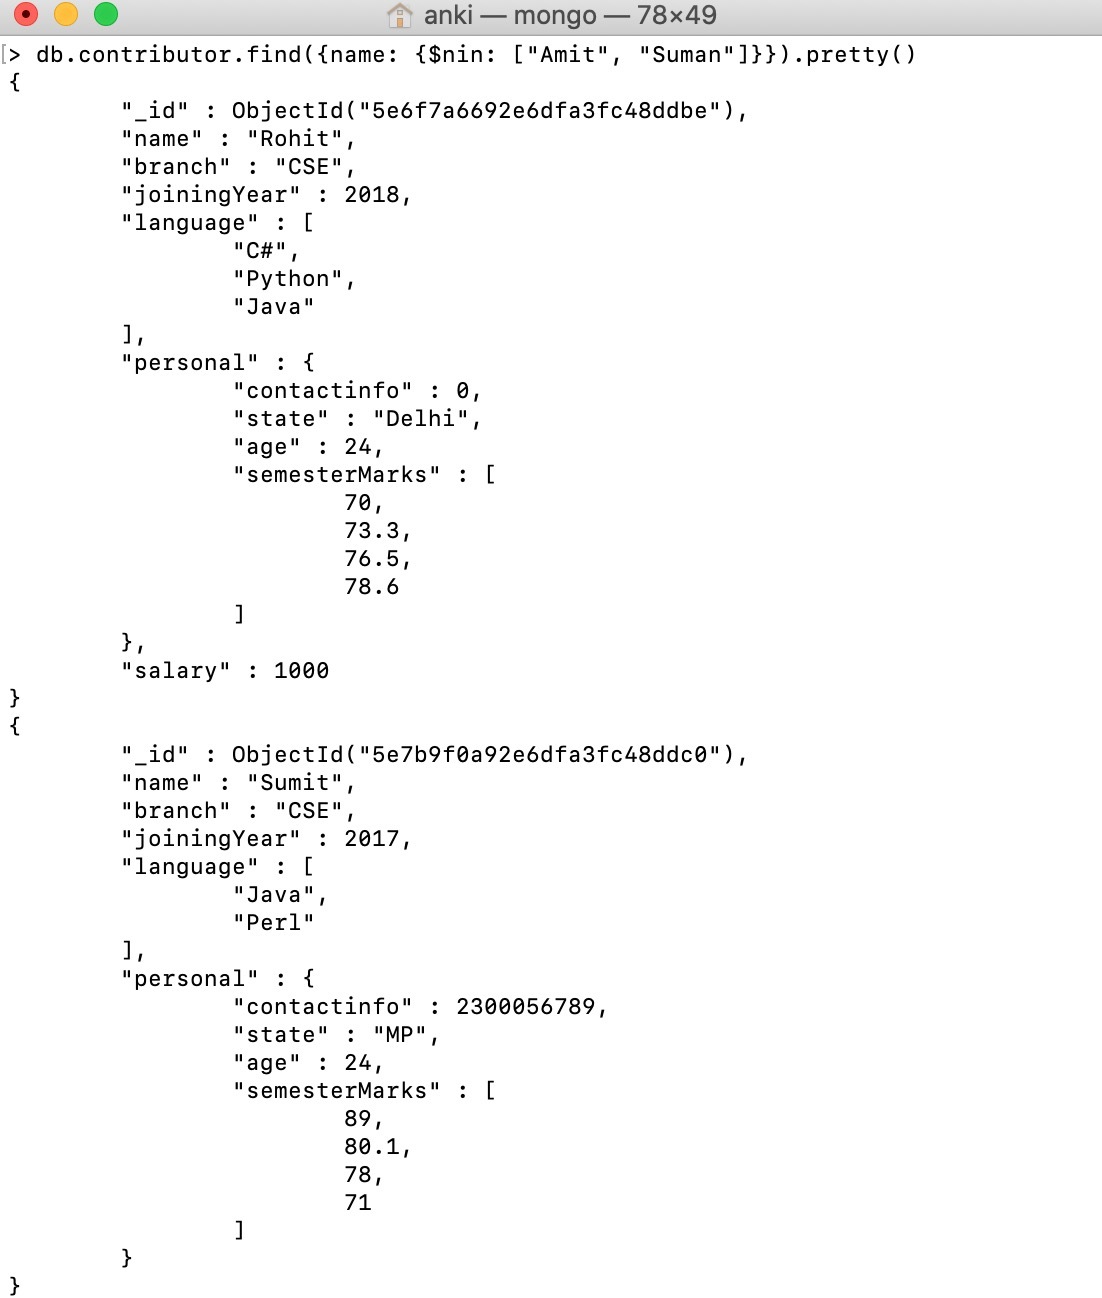 anki — mongo — 78×49
[> db.contributor.find({name: {$nin: ["Amit", "Suman"]}}).pretty()
{
        "_id" : ObjectId("5e6f7a6692e6dfa3fc48ddbe"),
        "name" : "Rohit",
        "branch" : "CSE",
        "joiningYear" : 2018,
        "language" : [
                "C#",
                "Python",
                "Java"
        ],
        "personal" : {
                "contactinfo" : 0,
                "state" : "Delhi",
                "age" : 24,
                "semesterMarks" : [
                        70,
                        73.3,
                        76.5,
                        78.6
                ]
        },
        "salary" : 1000
}
{
        "_id" : ObjectId("5e7b9f0a92e6dfa3fc48ddc0"),
        "name" : "Sumit",
        "branch" : "CSE",
        "joiningYear" : 2017,
        "language" : [
                "Java",
                "Perl"
        ],
        "personal" : {
                "contactinfo" : 2300056789,
                "state" : "MP",
                "age" : 24,
                "semesterMarks" : [
                        89,
                        80.1,
                        78,
                        71
                ]
        }
}